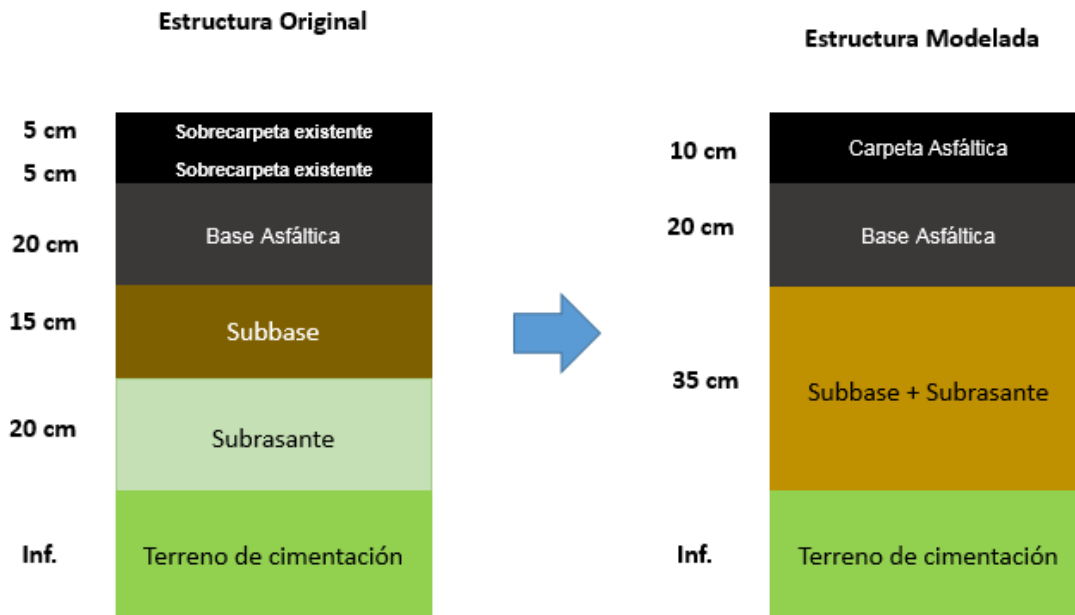 Estructura Original
5 cm
Sobrecarpeta existente
5 cm
Sobrecarpeta existente
20 cm
Base Asfáltica
15 cm
Subbase
20 cm
Subrasante
Inf.
Terreno de cimentación
Estructura Modelada
10 cm
Carpeta Asfáltica
20 cm
Base Asfáltica
35 cm
Subbase + Subrasante
Inf.
Terreno de cimentación